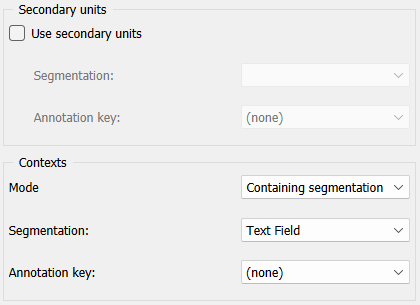 Secondary units
Use secondary units
Segmentation:
Annotation key: (none)
Contexts
Mode Containing segmentation
Segmentation: Text Field
Annotation key: (none)